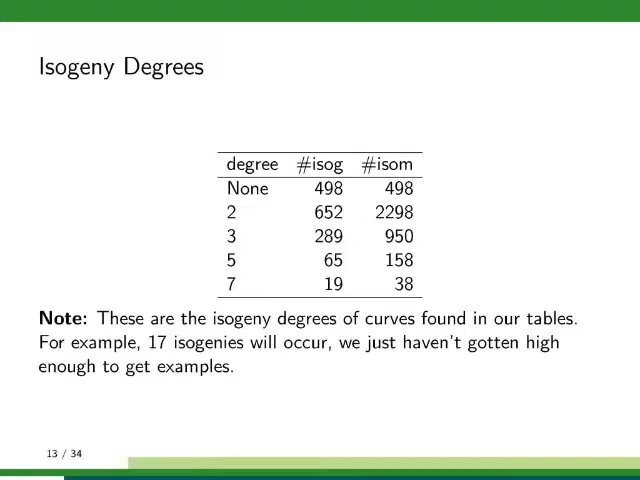 Isogeny Degrees
degree #isog #isom
None 498 498
2 652 2298
3 289 950
5 65 158
7 19 38
Note: These are the isogeny degrees of curves found in our tables.
For example, 17 isogenies will occur, we just haven't gotten high
enough to get examples.
13 / 34